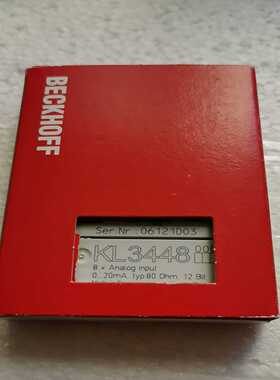 BECKHOFF
Ser.Nr.: 06121003
KL3448
8 x Analog input
0..20mA, typ.80 Ohm, 12 Bit